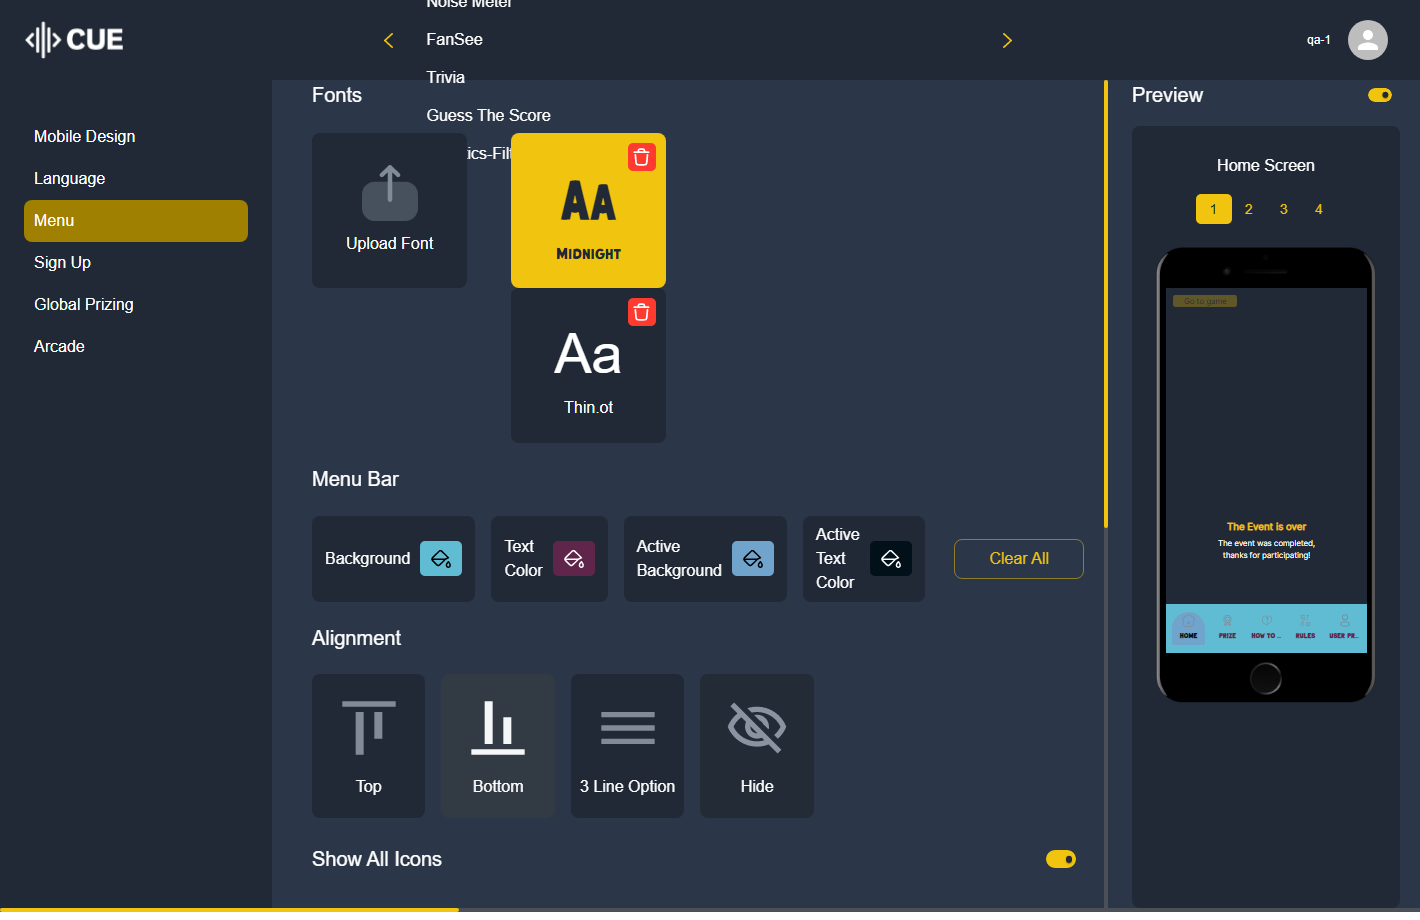 CUE
Noise Meter
FanSee
Trivia
Guess The Score
tics-Filt
qa-1
Mobile Design
Language
Menu
Sign Up
Global Prizing
Arcade
Fonts
Upload Font
AA
MIDNIGHT
Aa
Thin.ot
Menu Bar
Background
Text
Color
Active
Background
Active
Text
Color
Clear All
Alignment
Top
Bottom
3 Line Option
Hide
Show All Icons
Preview
Home Screen
1 2 3 4
Go to game
The Event is over
The event was completed,
thanks for participating!
HOME PRIZE HOW TO .. RULES USER PR..